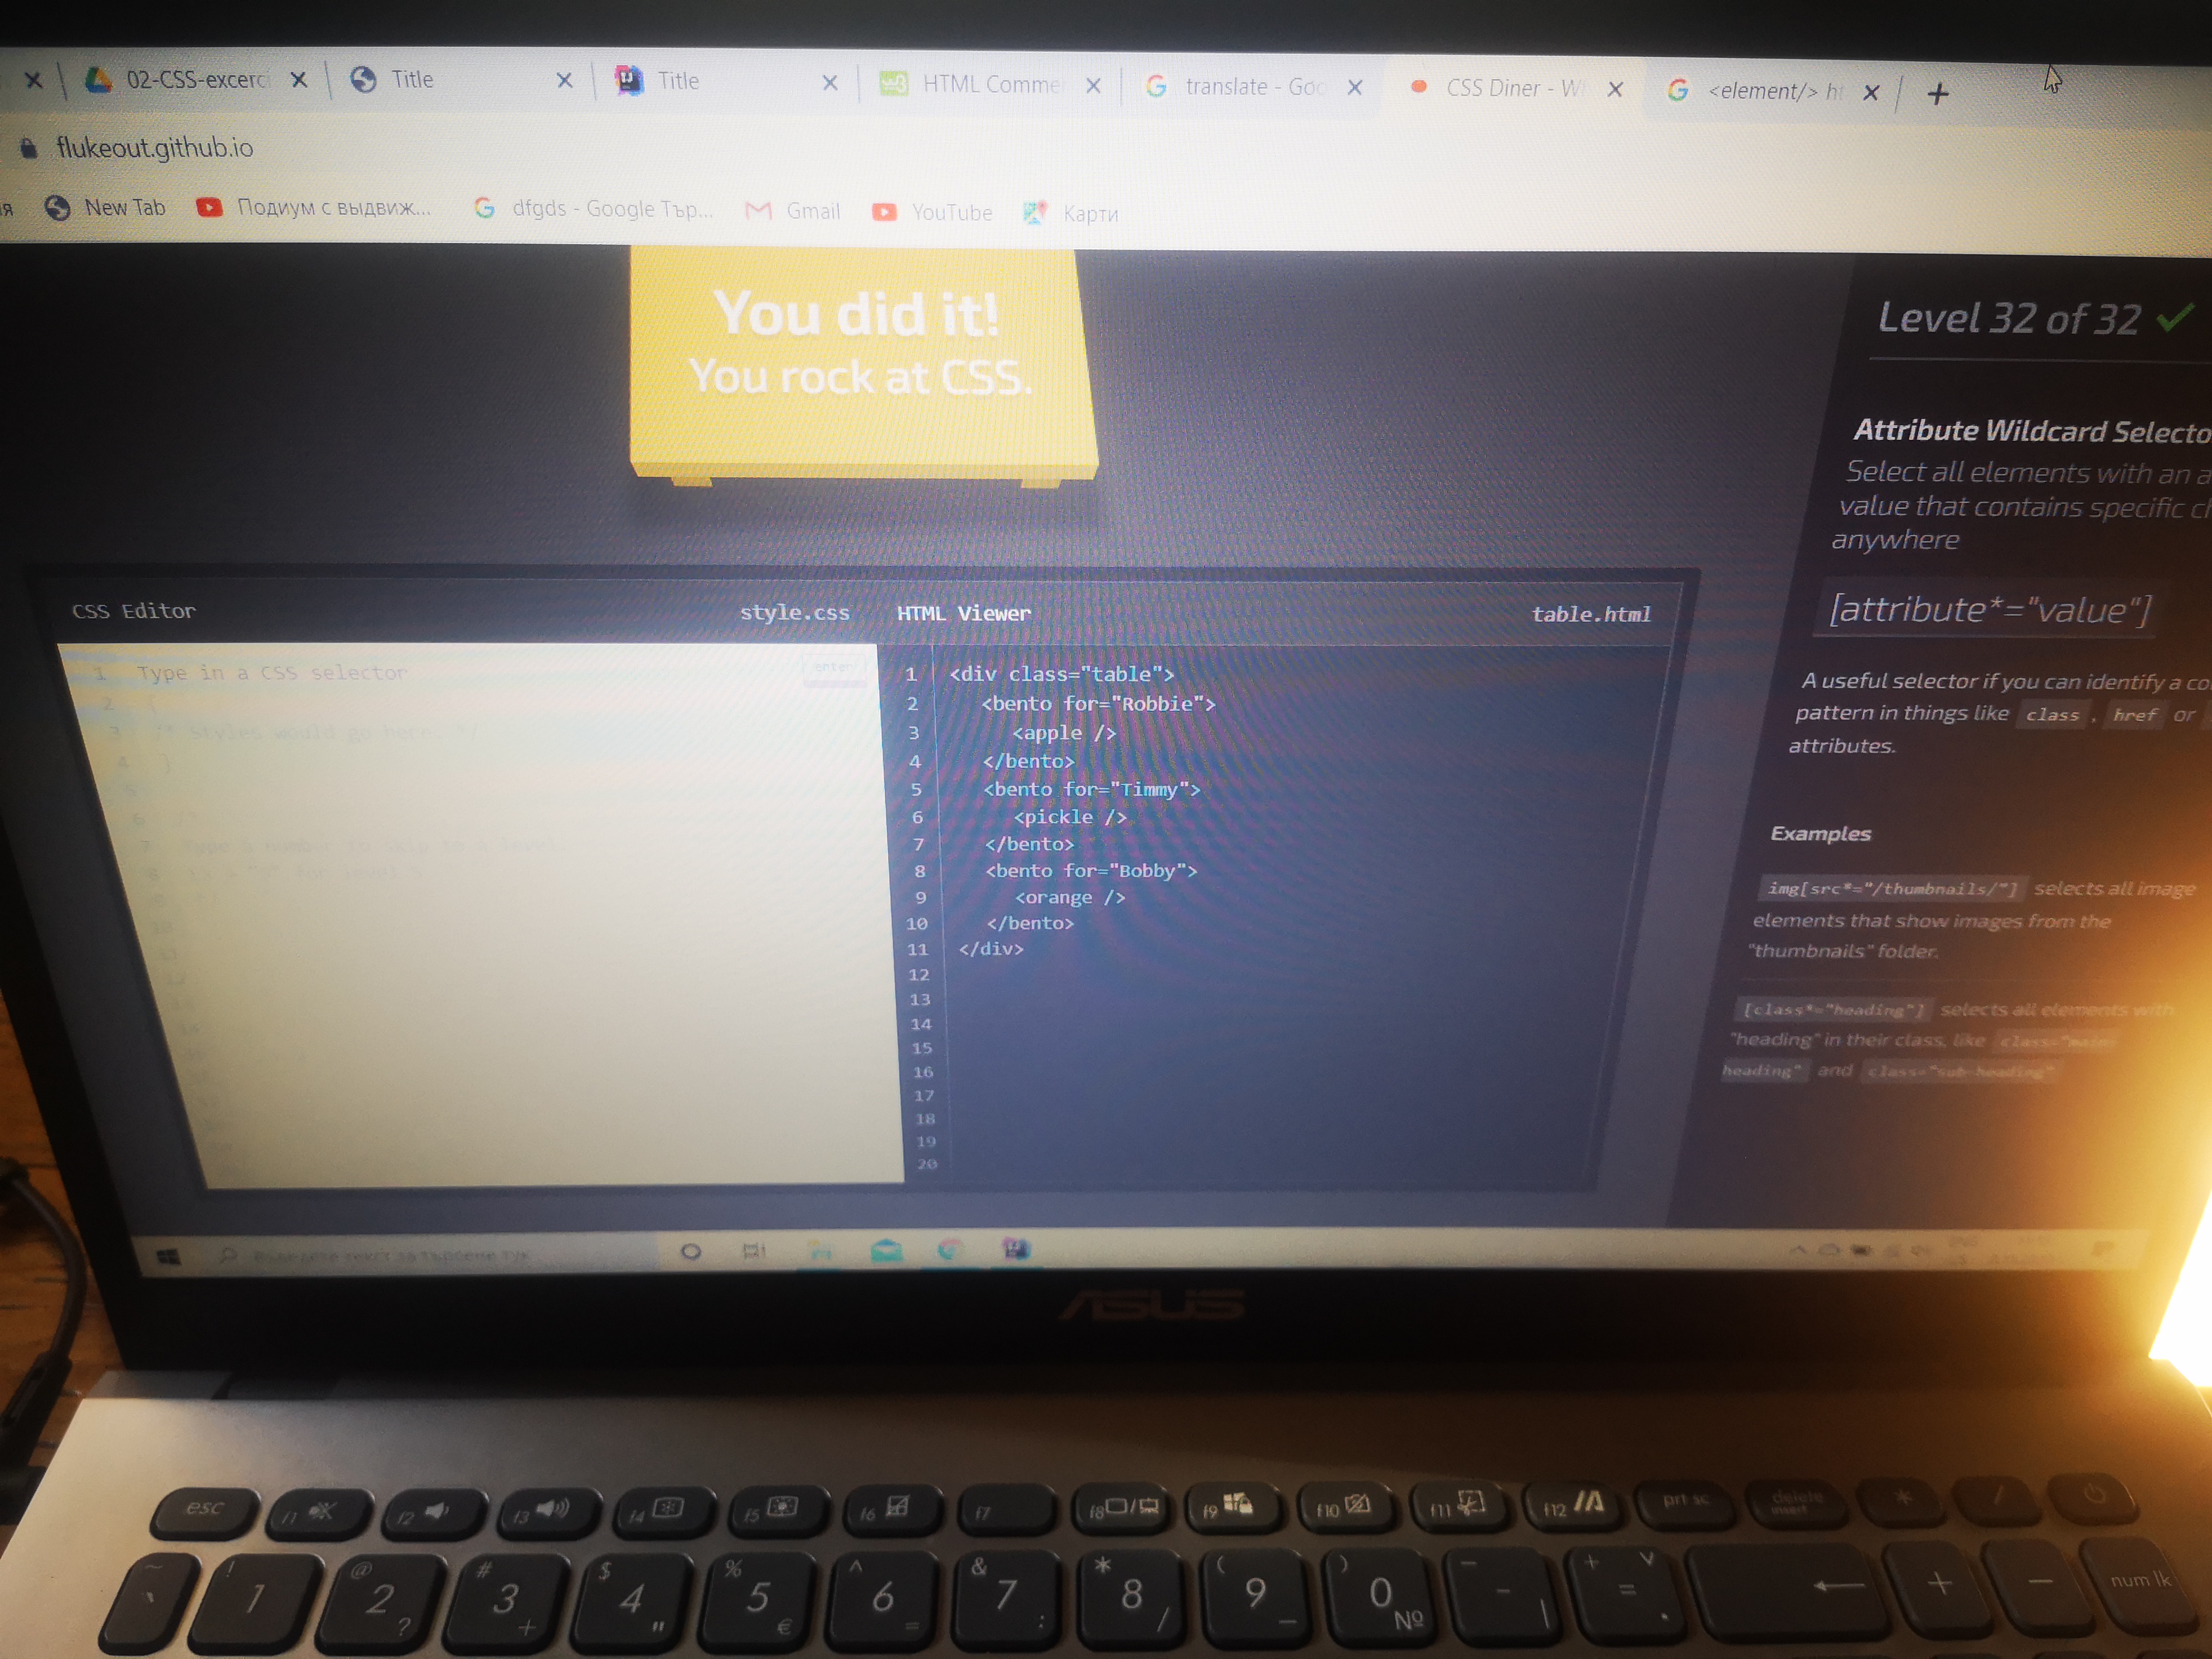 02-CSS-excerci
Title
Title
HTML Comme
translate - Goo
CSS Diner - W
<element/> ht
flukeout.github.io
я
New Tab
Подиум с выдвиж...
dfgds - Google Тър...
Gmail
YouTube
Карти
You did it!
You rock at CSS.
Level 32 of 32
Attribute Wildcard Selecto
Select all elements with an a
value that contains specific ch
anywhere
[attribute*="value"]
A useful selector if you can identify a co
pattern in things like class, href or
attributes.
Examples
img[src*="/thumbnails/"] selects all image
elements that show images from the
"thumbnails" folder.
[class*="heading"] selects all elements with
"heading" in their class, like class="main-
heading" and class="sub-heading"
CSS Editor
style.css
1 Type in a CSS selector
enter
2 {
3 /* Styles would go here. */
4 }
5
6 /*
7 Type a number to skip to a level.
HTML Viewer
table.html
1 <div class="table">
2 <bento for="Robbie">
3 <apple />
4 </bento>
5 <bento for="Timmy">
6 <pickle />
7 </bento>
8 <bento for="Bobby">
9 <orange />
10 </bento>
11 </div>
12
13
14
15
16
17
18
19
20
Въведете текст за търсене тук
ASUS
esc f1 f2 f3 f4 f5 f6 f7 f8 f9 f10 f11 f12 prt sc delete insert * /
~ ` ! 1 @ 2 ? # 3 + $ 4 " % 5 € ^ 6 = & 7 : * 8 / ( 9 _ ) 0 № _ - | + = V . ← + − num lk